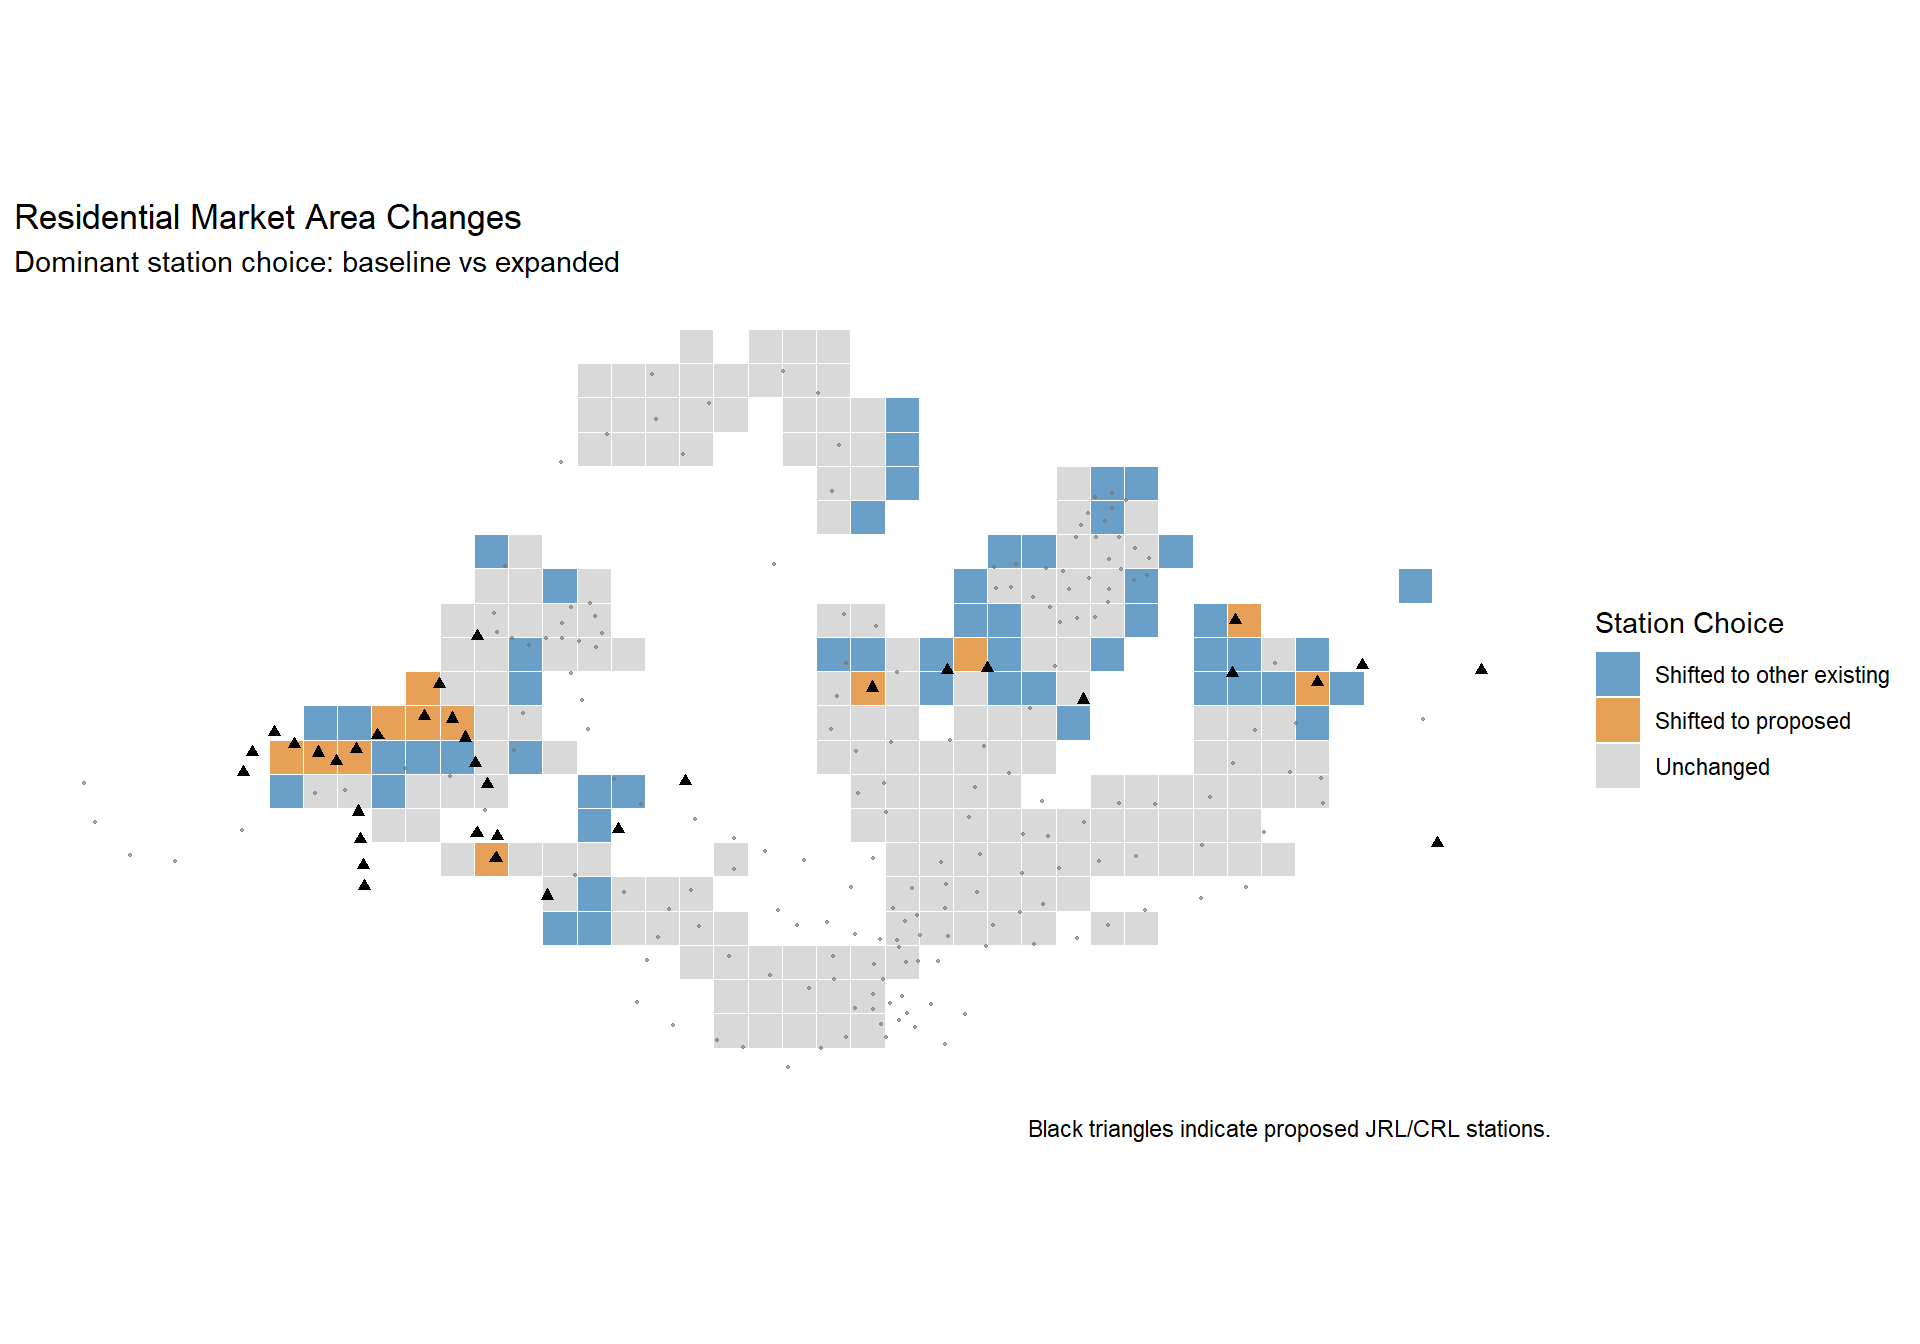 Residential Market Area Changes
Dominant station choice: baseline vs expanded
Station Choice
Shifted to other existing
Shifted to proposed
Unchanged
Black triangles indicate proposed JRL/CRL stations.